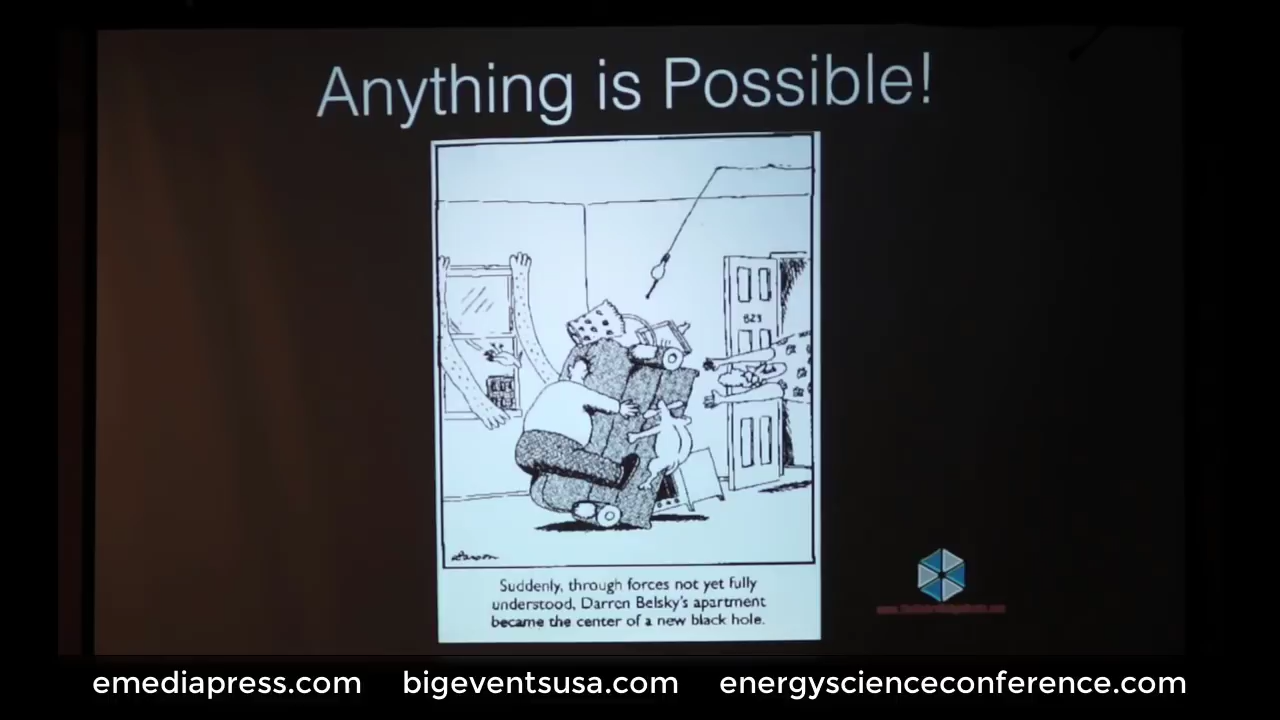 Anything is Possible!
823
Larson
Suddenly, through forces not yet fully
understood, Darren Belsky's apartment
became the center of a new black hole.
emediapress.com bigeventsusa.com energyscienceconference.com